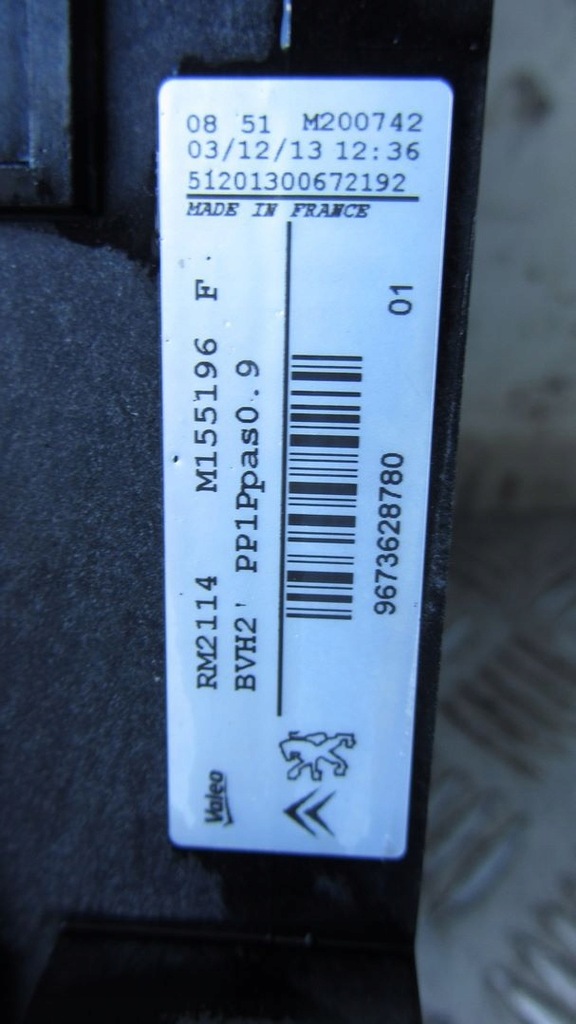 08 51 M200742
03/12/13 12:36
51201300672192
MADE IN FRANCE
RM2114 M155196 F
BVH2' PP1Ppas0.9
9673628780 01
Valeo